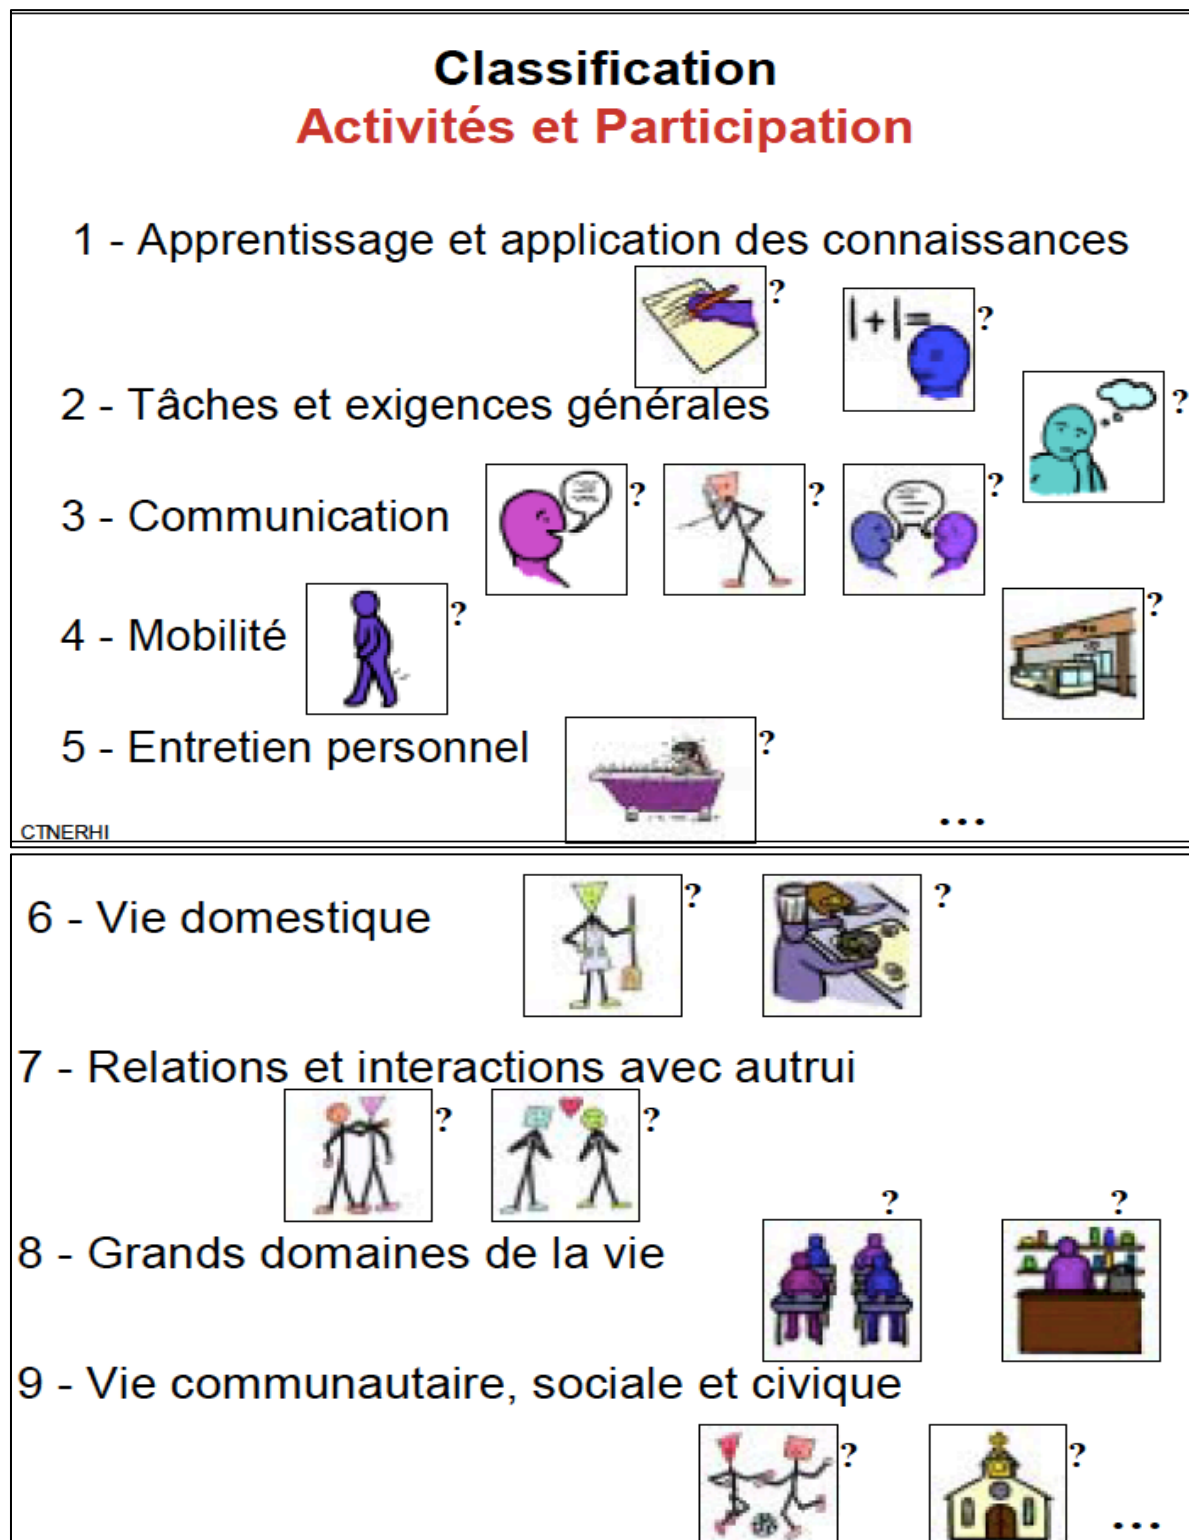 Classification
Activités et Participation
1 - Apprentissage et application des connaissances
?
|+|=
?
2 - Tâches et exigences générales
?
3 - Communication
?
?
?
4 - Mobilité
?
?
5 - Entretien personnel
?
...
CTNERHI
6 - Vie domestique
?
?
7 - Relations et interactions avec autrui
?
?
?
?
8 - Grands domaines de la vie
9 - Vie communautaire, sociale et civique
?
?
...